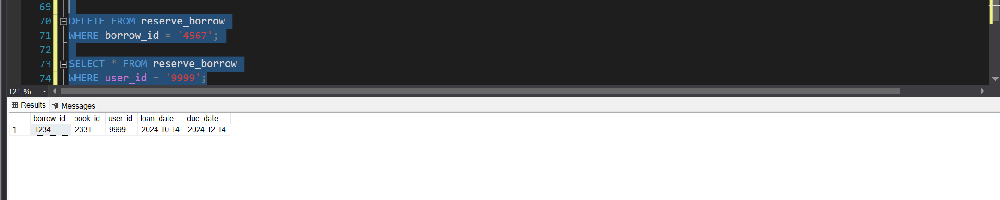 69
70 DELETE FROM reserve_borrow
71 WHERE borrow_id = '4567';
72
73 SELECT * FROM reserve_borrow
74 WHERE user_id = '9999';
121 %
Results Messages
borrow_id book_id user_id loan_date due_date
1 1234 2331 9999 2024-10-14 2024-12-14